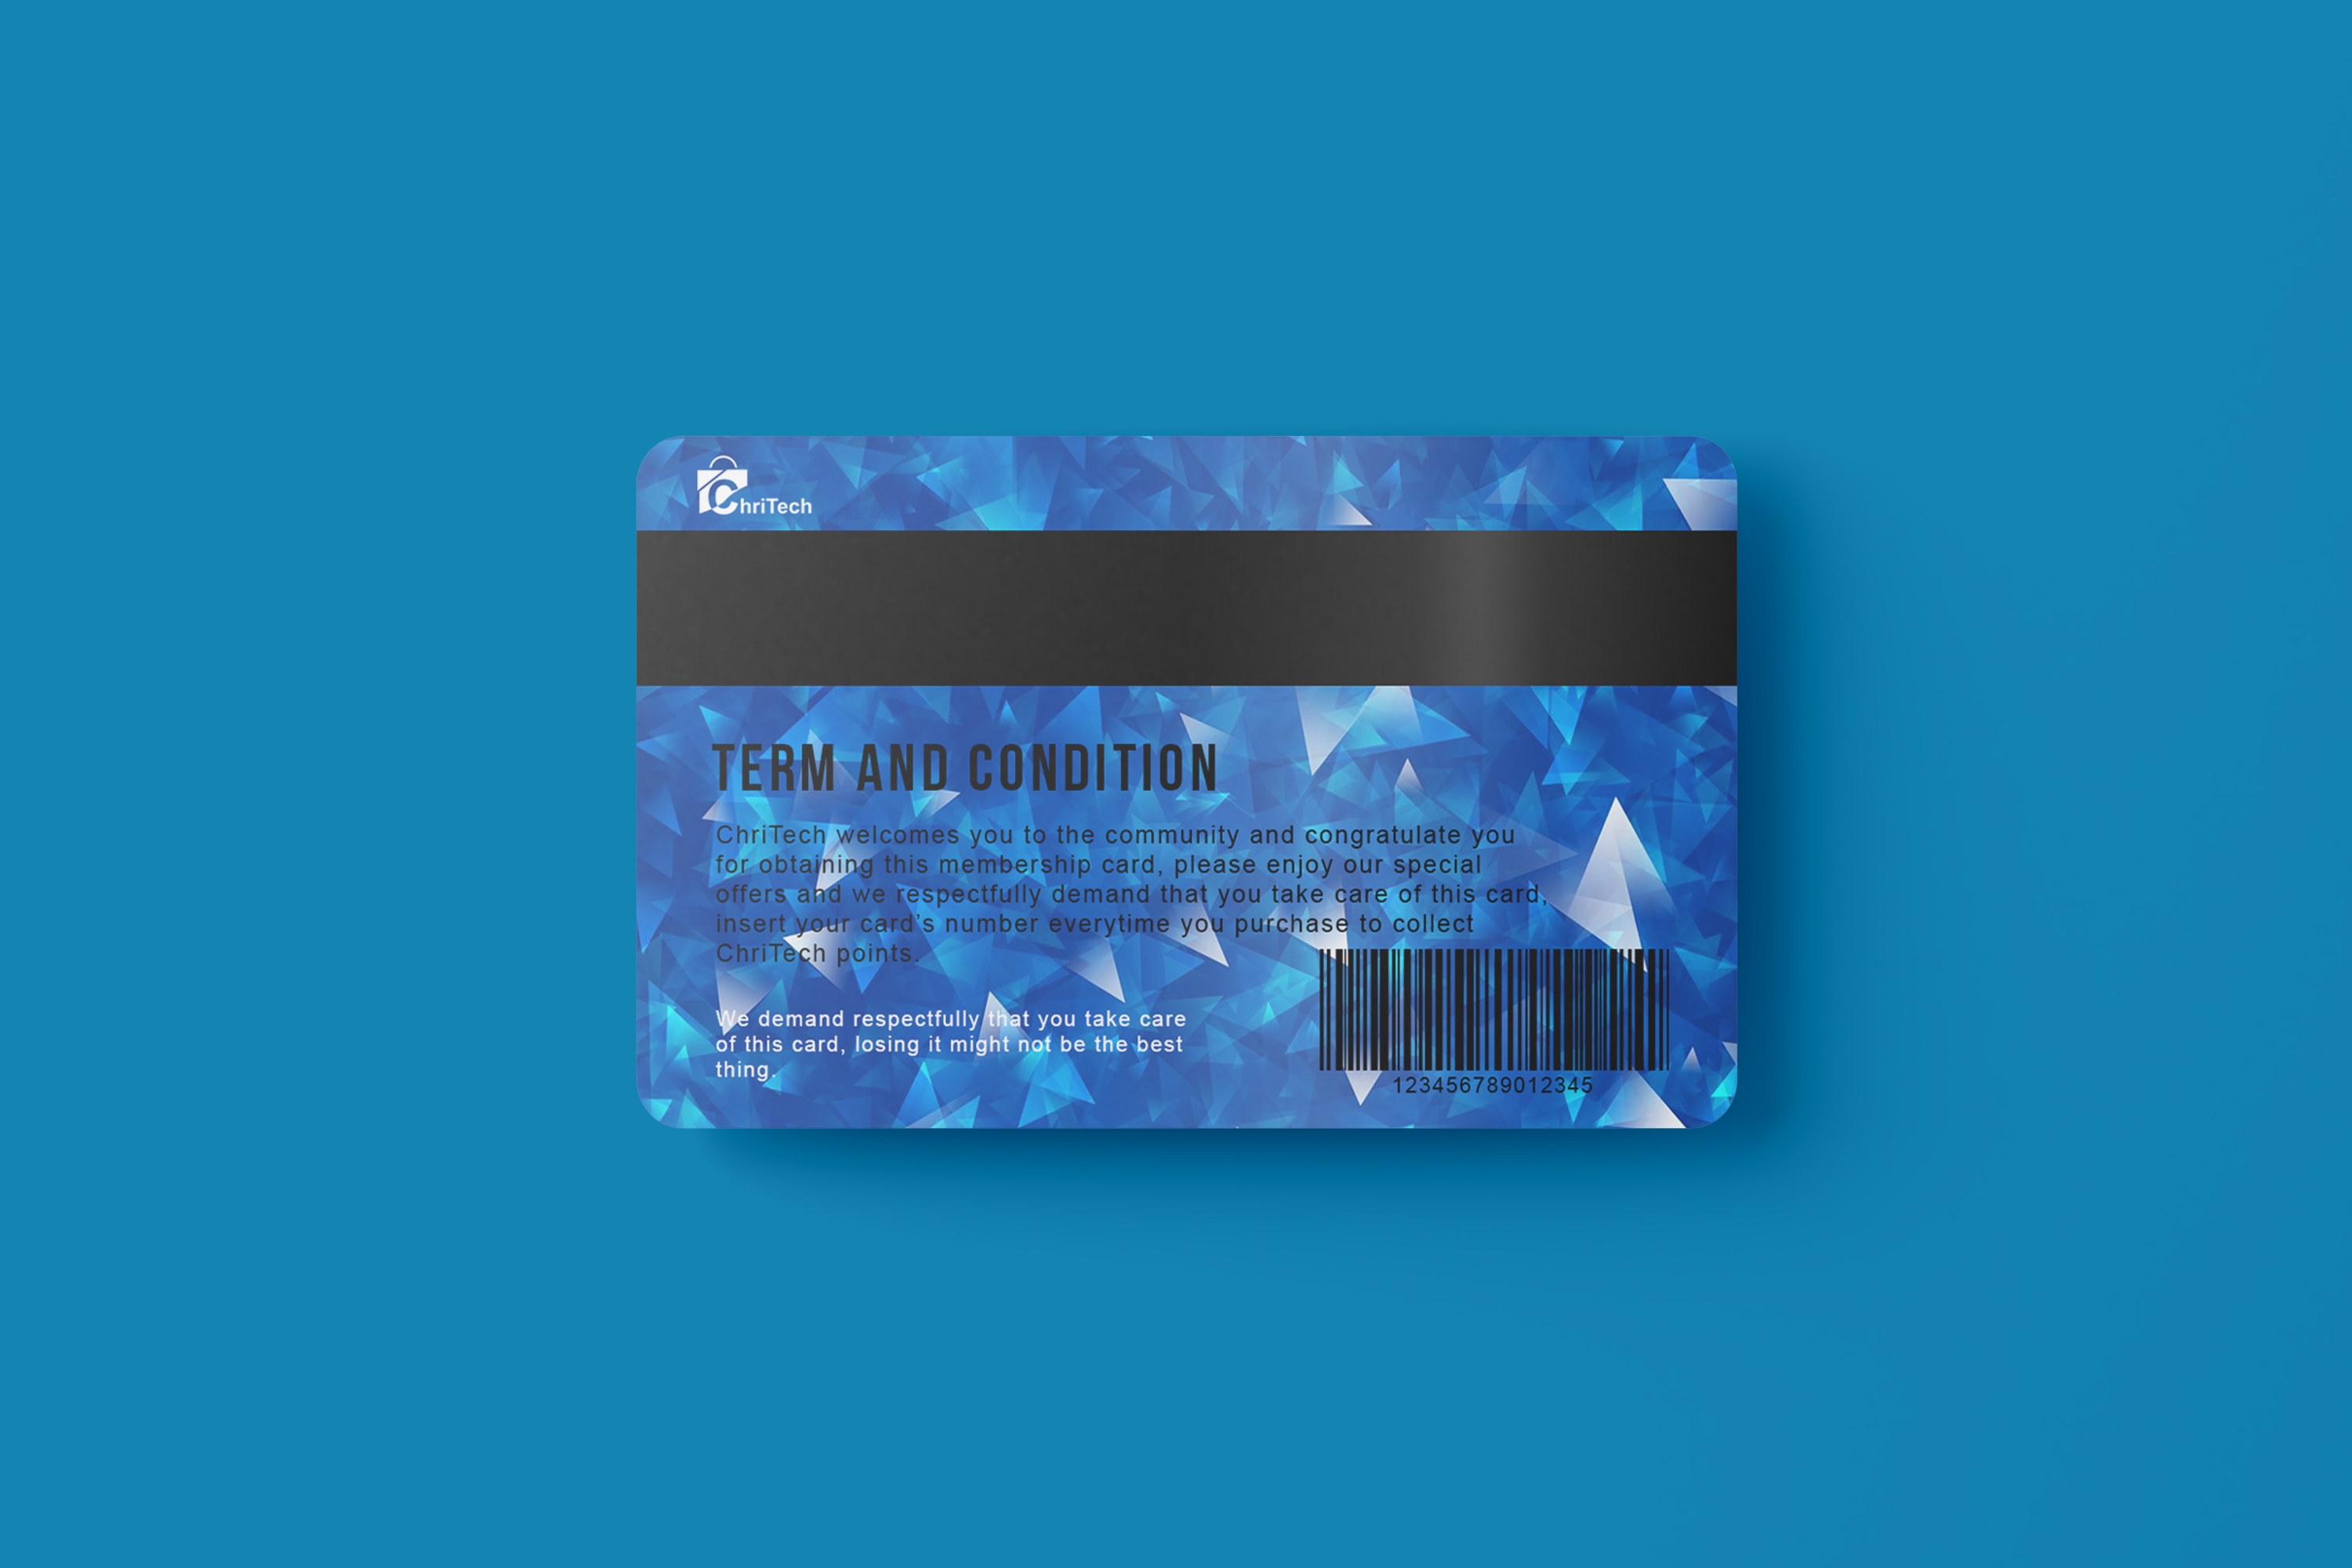 ChriTech
TERM AND CONDITION
ChriTech welcomes you to the community and congratulate you
for obtaining this membership card, please enjoy our special
offers and we respectfully demand that you take care of this card,
insert your card’s number everytime you purchase to collect
ChriTech points.
We demand respectfully that you take care
of this card, losing it might not be the best
thing.
123456789012345